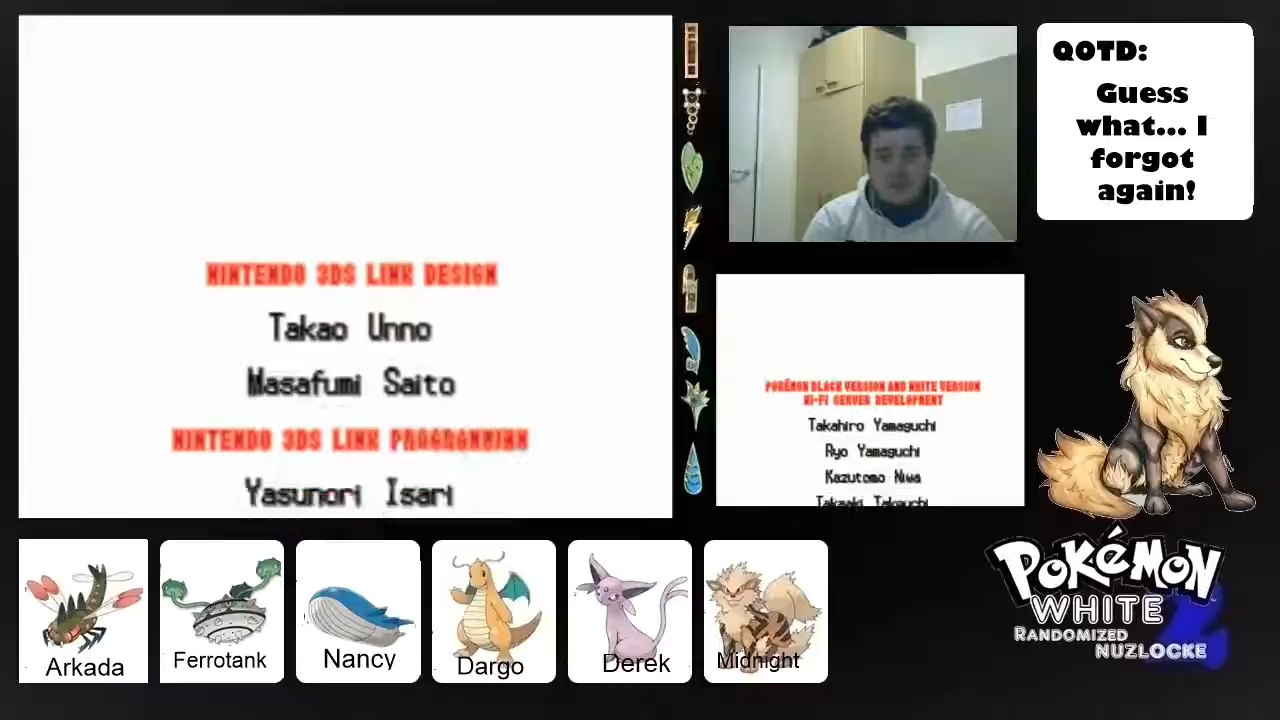 NINTENDO 3DS LINK DESIGN
Takao Unno
Masafumi Saito
NINTENDO 3DS LINK PROGRAMMING
Yasunori Isari
POKÉMON BLACK VERSION AND WHITE VERSION
WI-FI SERVER DEVELOPMENT
Takahiro Yamaguchi
Ryo Yamaguchi
Kazutomo Niwa
QOTD:
Guess
what... I
forgot
again!
Arkada
Ferrotank
Nancy
Dargo
Derek
Midnight
POKÉMON
WHITE 2
RANDOMIZED
NUZLOCKE